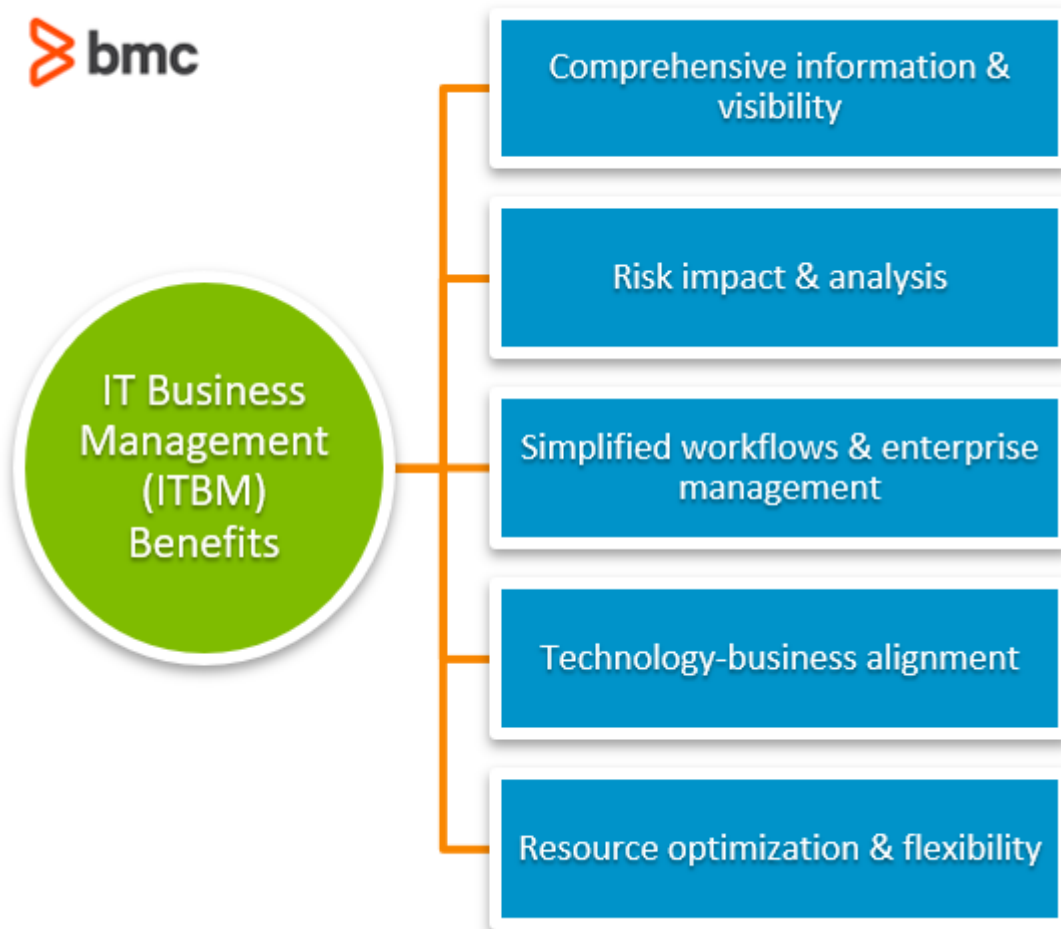 bmc
IT Business
Management
(ITBM)
Benefits
Comprehensive information &
visibility
Risk impact & analysis
Simplified workflows & enterprise
management
Technology-business alignment
Resource optimization & flexibility